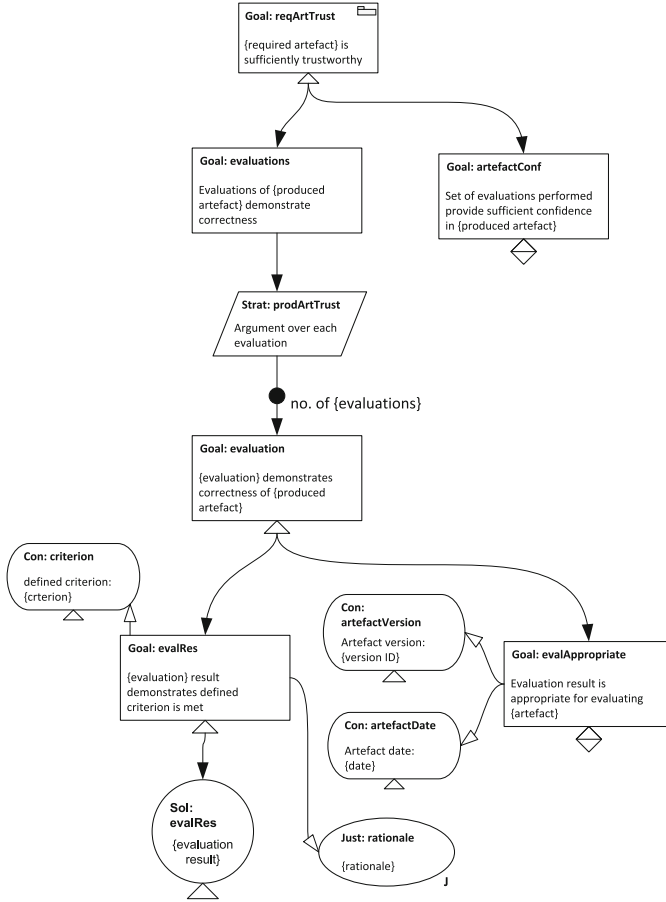 Goal: reqArtTrust
{required artefact} is
sufficiently trustworthy
Goal: evaluations
Evaluations of {produced
artefact} demonstrate
correctness
Goal: artefactConf
Set of evaluations performed
provide sufficient confidence
in {produced artefact}
Strat: prodArtTrust
Argument over each
evaluation
no. of {evaluations}
Goal: evaluation
{evaluation} demonstrates
correctness of {produced
artefact}
Con: criterion
defined criterion:
{crterion}
Con:
artefactVersion
Artefact version:
{version ID}
Goal: evalRes
{evaluation} result
demonstrates defined
criterion is met
Goal: evalAppropriate
Evaluation result is
appropriate for evaluating
{artefact}
Con: artefactDate
Artefact date:
{date}
Sol:
evalRes
{evaluation
result}
Just: rationale
{rationale}
J